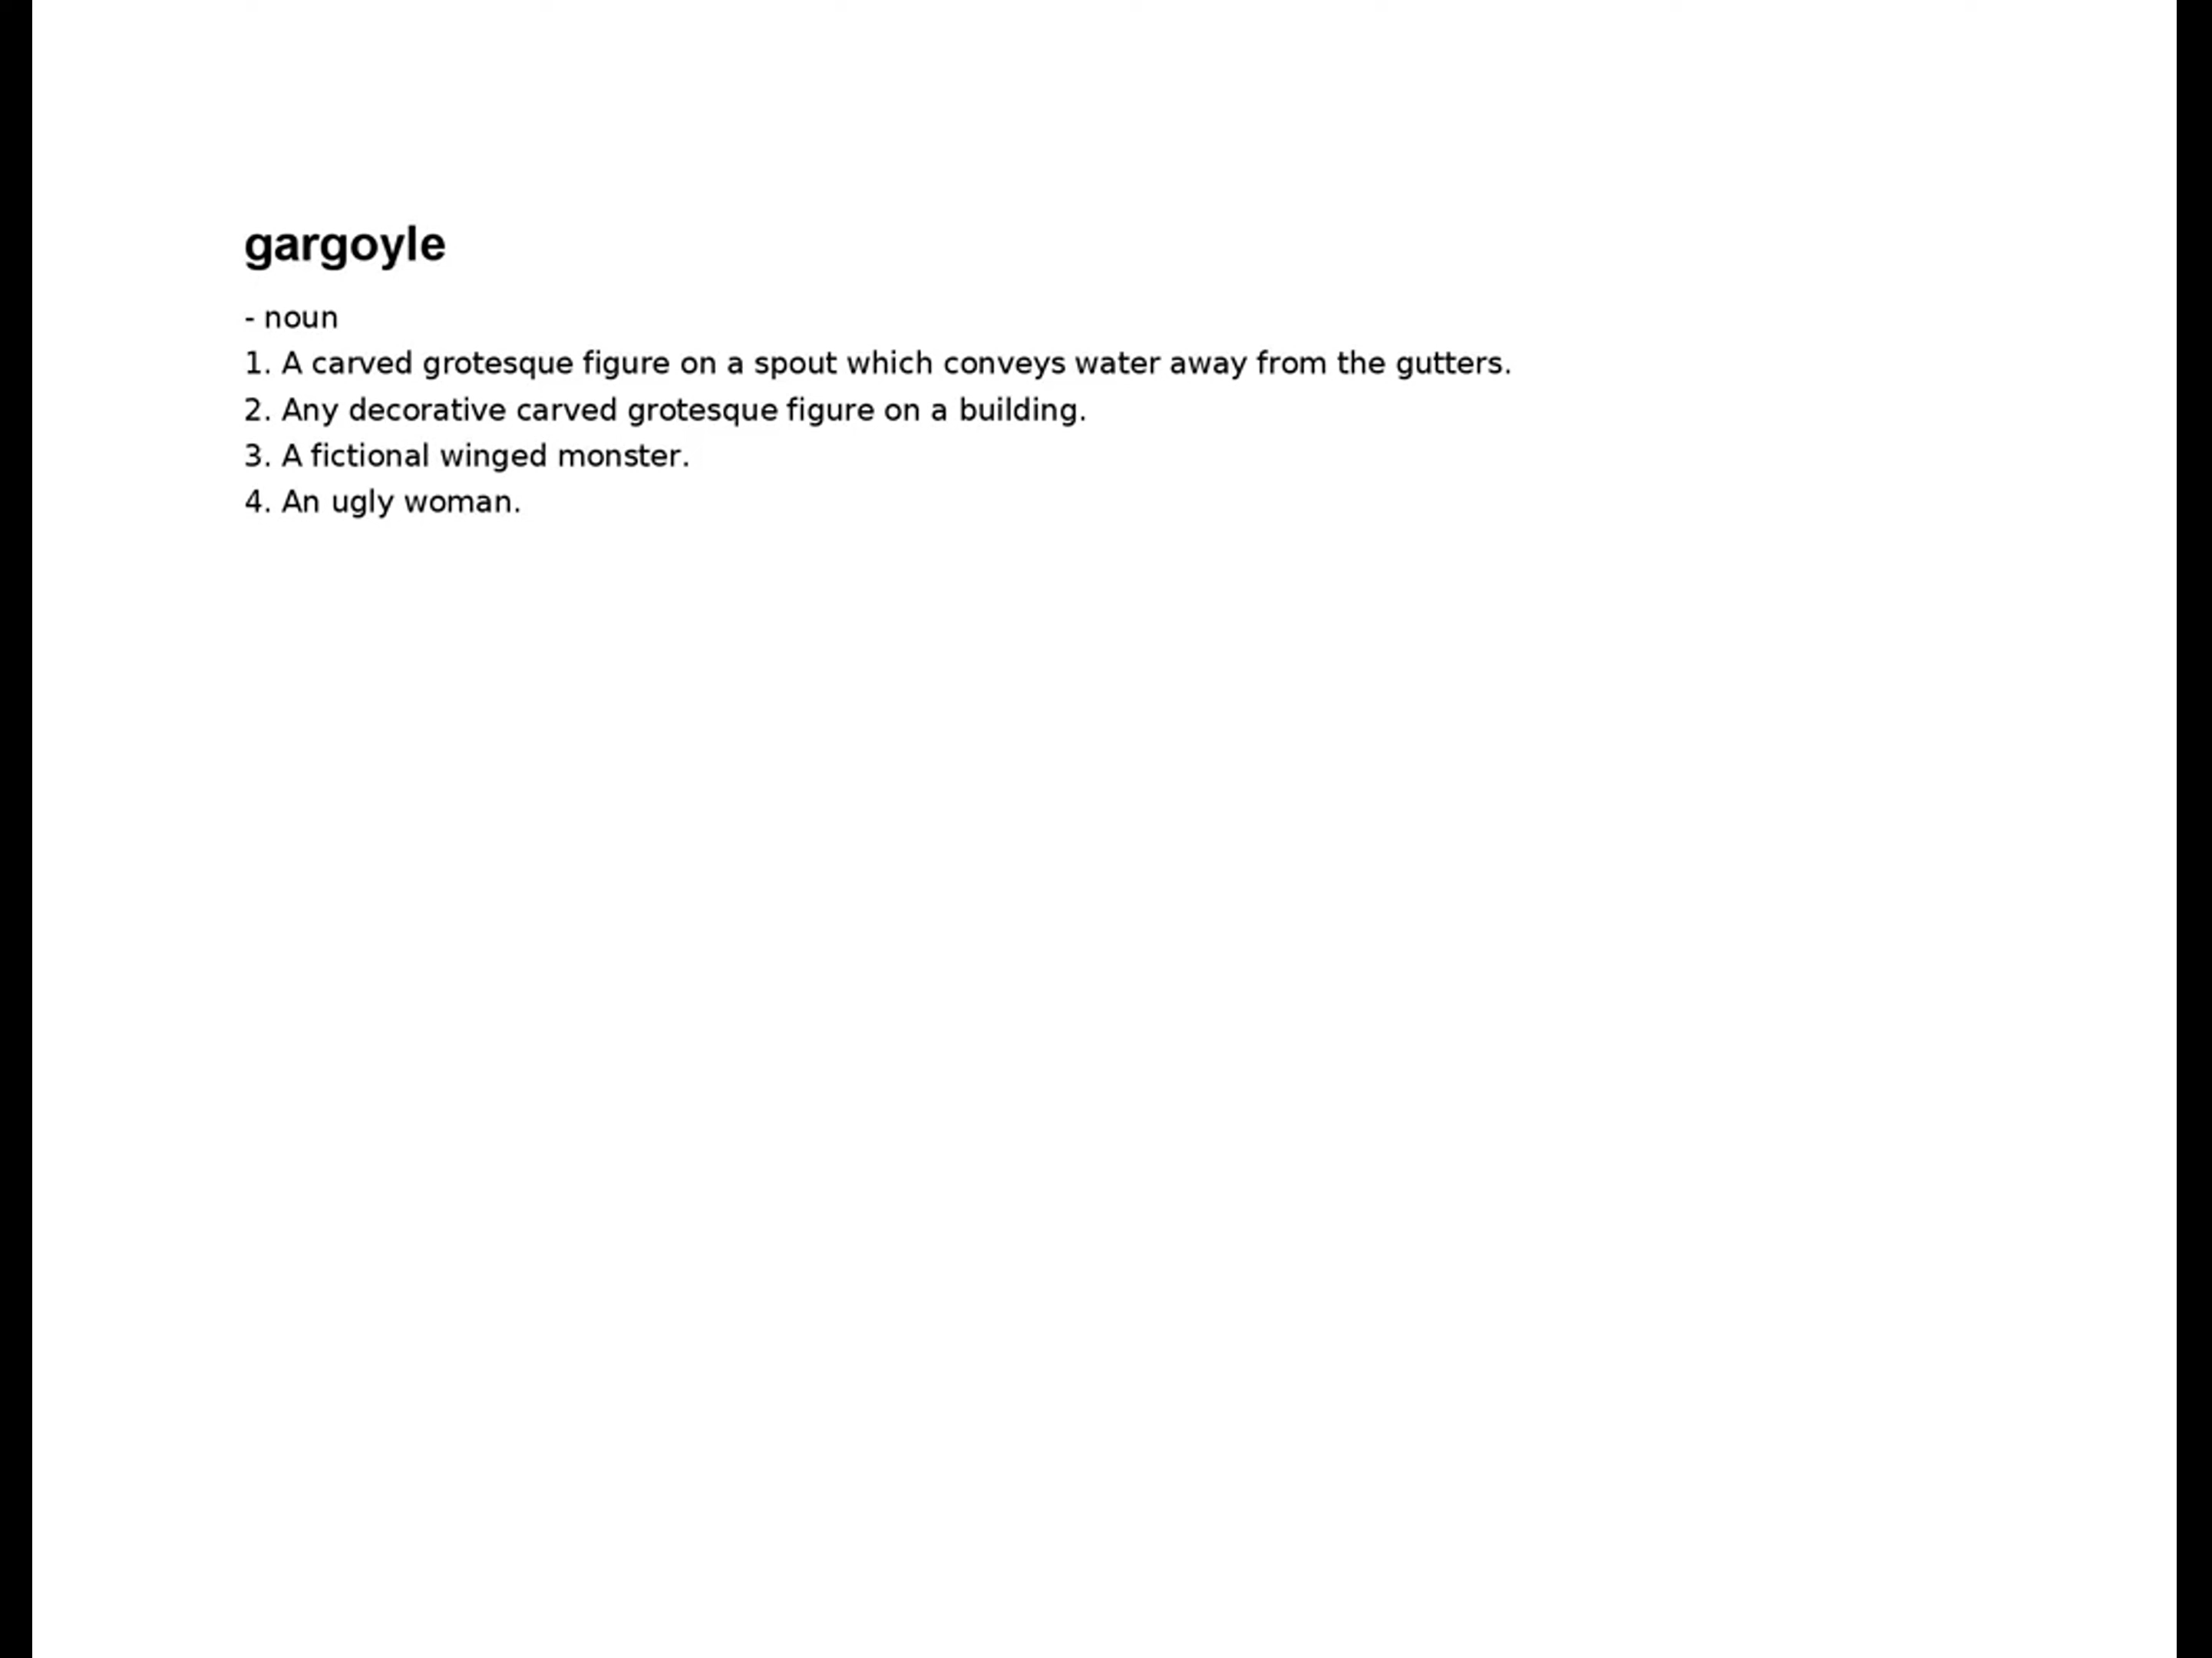 gargoyle
- noun
1. A carved grotesque figure on a spout which conveys water away from the gutters.
2. Any decorative carved grotesque figure on a building.
3. A fictional winged monster.
4. An ugly woman.